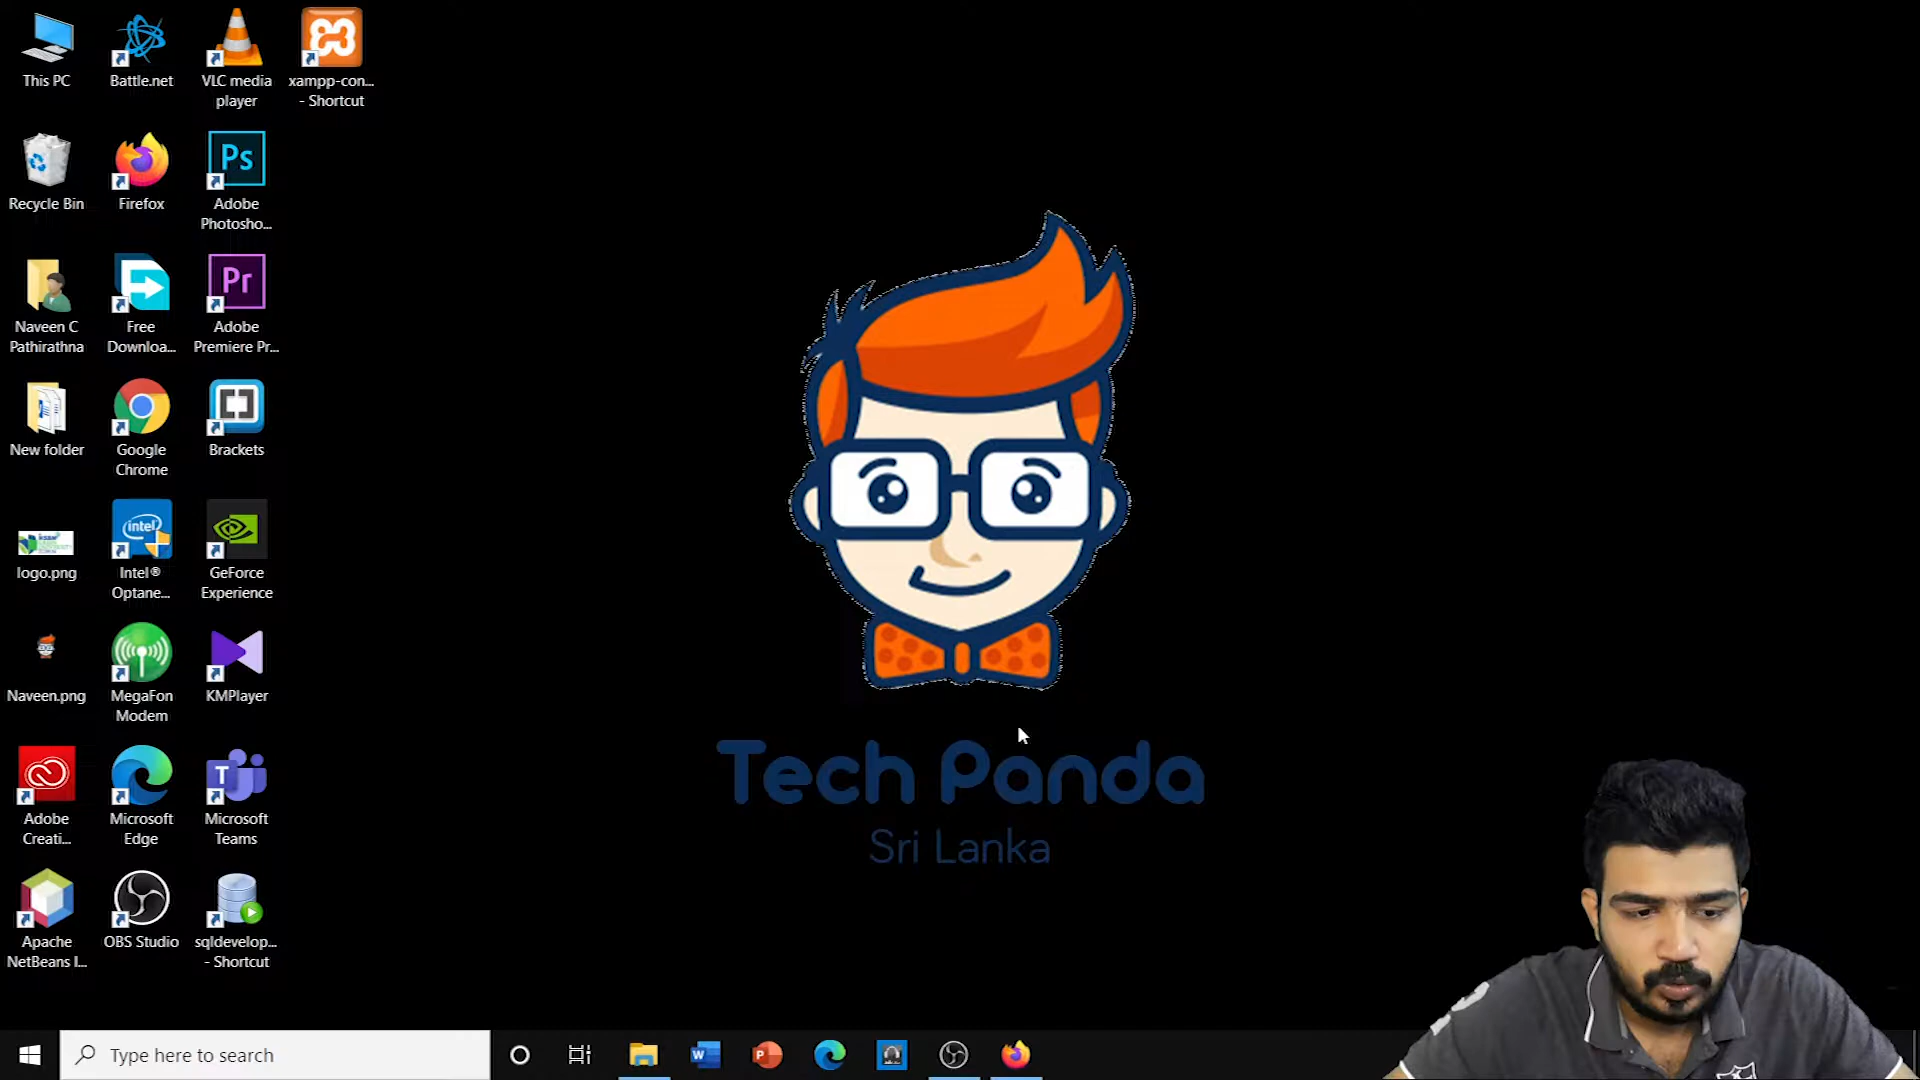 This PC
Battle.net
VLC media
player
xampp-con...
- Shortcut
Recycle Bin
Firefox
Ps
Adobe
Photosho...
Naveen C
Pathirathna
Free
Downloa...
Pr
Adobe
Premiere Pr...
New folder
Google
Chrome
Brackets
logo.png
intel
Intel®
Optane...
GeForce
Experience
Naveen.png
MegaFon
Modem
KMPlayer
Adobe
Creati...
Microsoft
Edge
T
Microsoft
Teams
Apache
NetBeans I...
OBS Studio
sqldevelop...
- Shortcut
Tech Panda
Sri Lanka
Type here to search
W
P